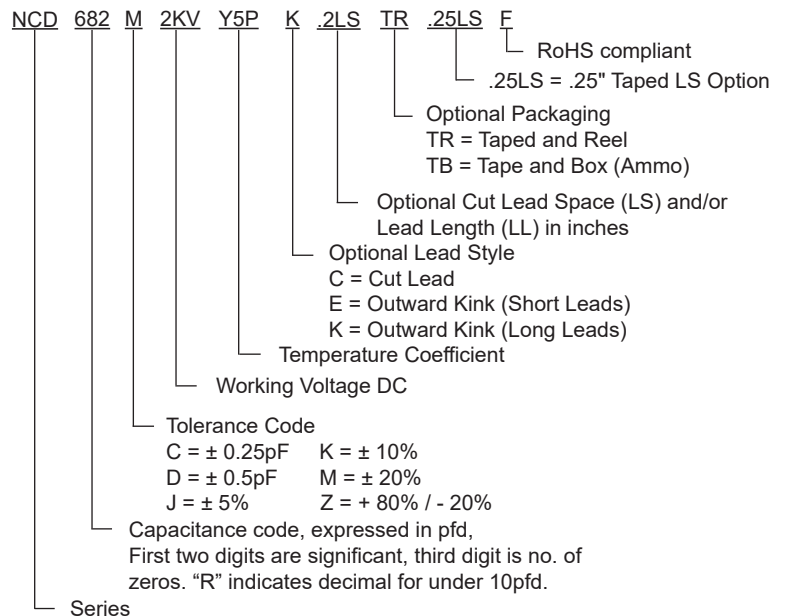 NCD 682 M 2KV Y5P K .2LS TR .25LS F
RoHS compliant
.25LS = .25" Taped LS Option
Optional Packaging
TR = Taped and Reel
TB = Tape and Box (Ammo)
Optional Cut Lead Space (LS) and/or
Lead Length (LL) in inches
Optional Lead Style
C = Cut Lead
E = Outward Kink (Short Leads)
K = Outward Kink (Long Leads)
Temperature Coefficient
Working Voltage DC
Tolerance Code
C = ± 0.25pF K = ± 10%
D = ± 0.5pF M = ± 20%
J = ± 5% Z = + 80% / - 20%
Capacitance code, expressed in pfd,
First two digits are significant, third digit is no. of
zeros. “R” indicates decimal for under 10pfd.
Series